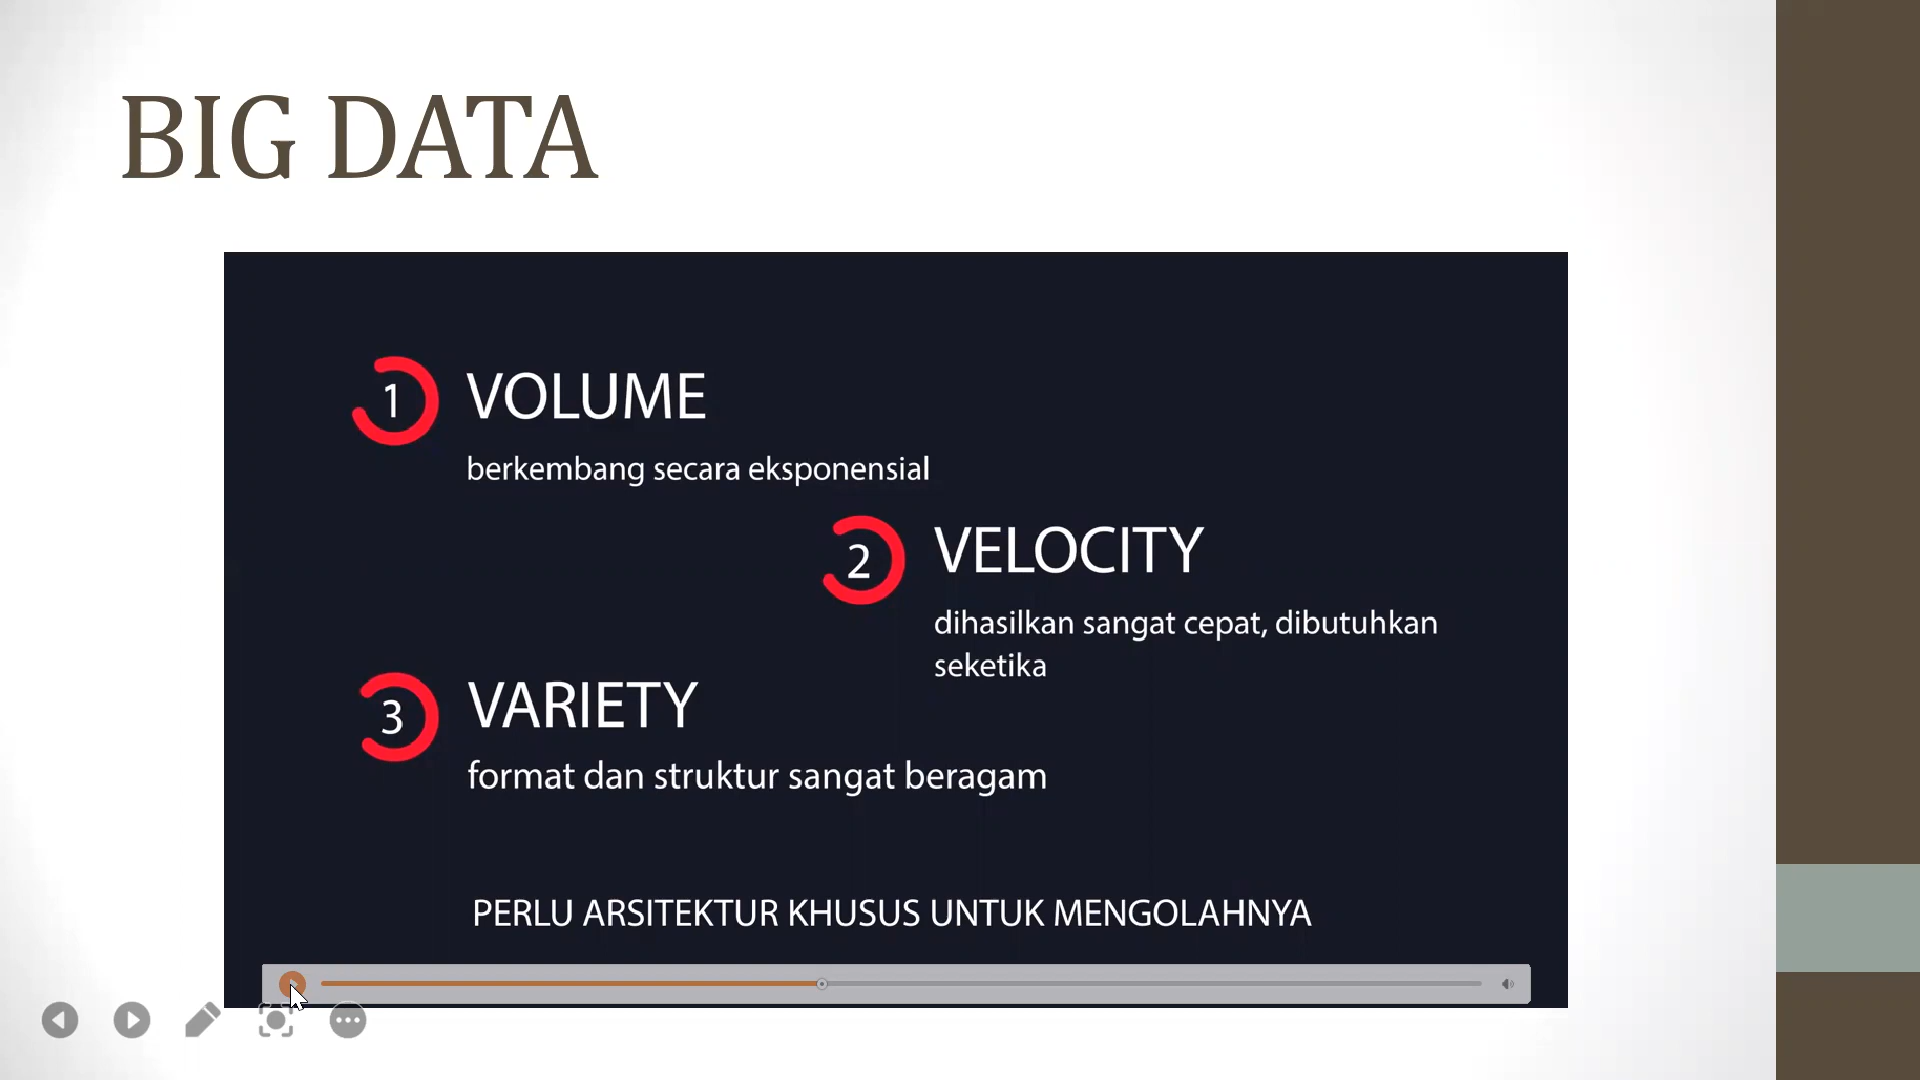 BIG DATA
1 VOLUME
berkembang secara eksponensial
2 VELOCITY
dihasilkan sangat cepat, dibutuhkan
seketika
3 VARIETY
format dan struktur sangat beragam
PERLU ARSITEKTUR KHUSUS UNTUK MENGOLAHNYA